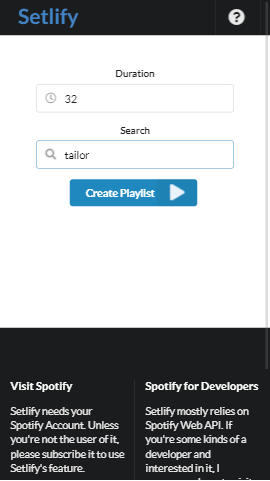 Setlify
Duration
32
Search
tailor
Create Playlist
Visit Spotify
Setlify needs your
Spotify Account. Unless
you're not the user of it,
please subscribe it to use
Setlify's feature.
Spotify for Developers
Setlify mostly relies on
Spotify Web API. If
you're some kinds of a
developer and
interested in it, I